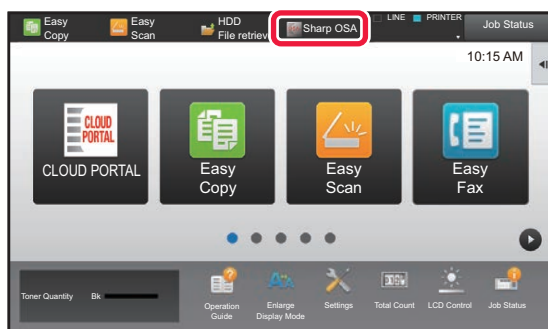 Easy
Copy
Easy
Scan
HDD
File retrieve
Sharp OSA
LINE
PRINTER
Job Status
10:15 AM
CLOUD
PORTAL
CLOUD PORTAL
Easy
Copy
Easy
Scan
Easy
Fax
Toner Quantity
Bk
Operation
Guide
Enlarge
Display Mode
Settings
Total Count
LCD Control
Job Status